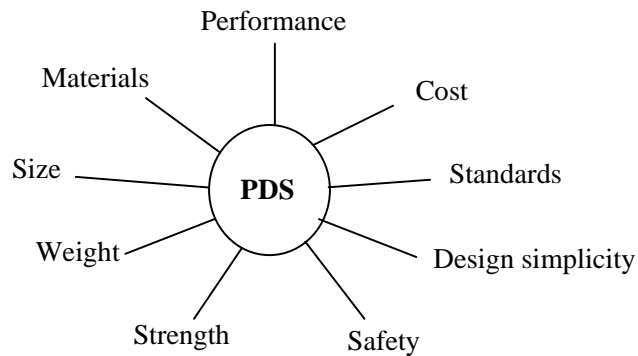 Performance
Materials
Cost
Size
PDS
Standards
Weight
Design simplicity
Strength
Safety